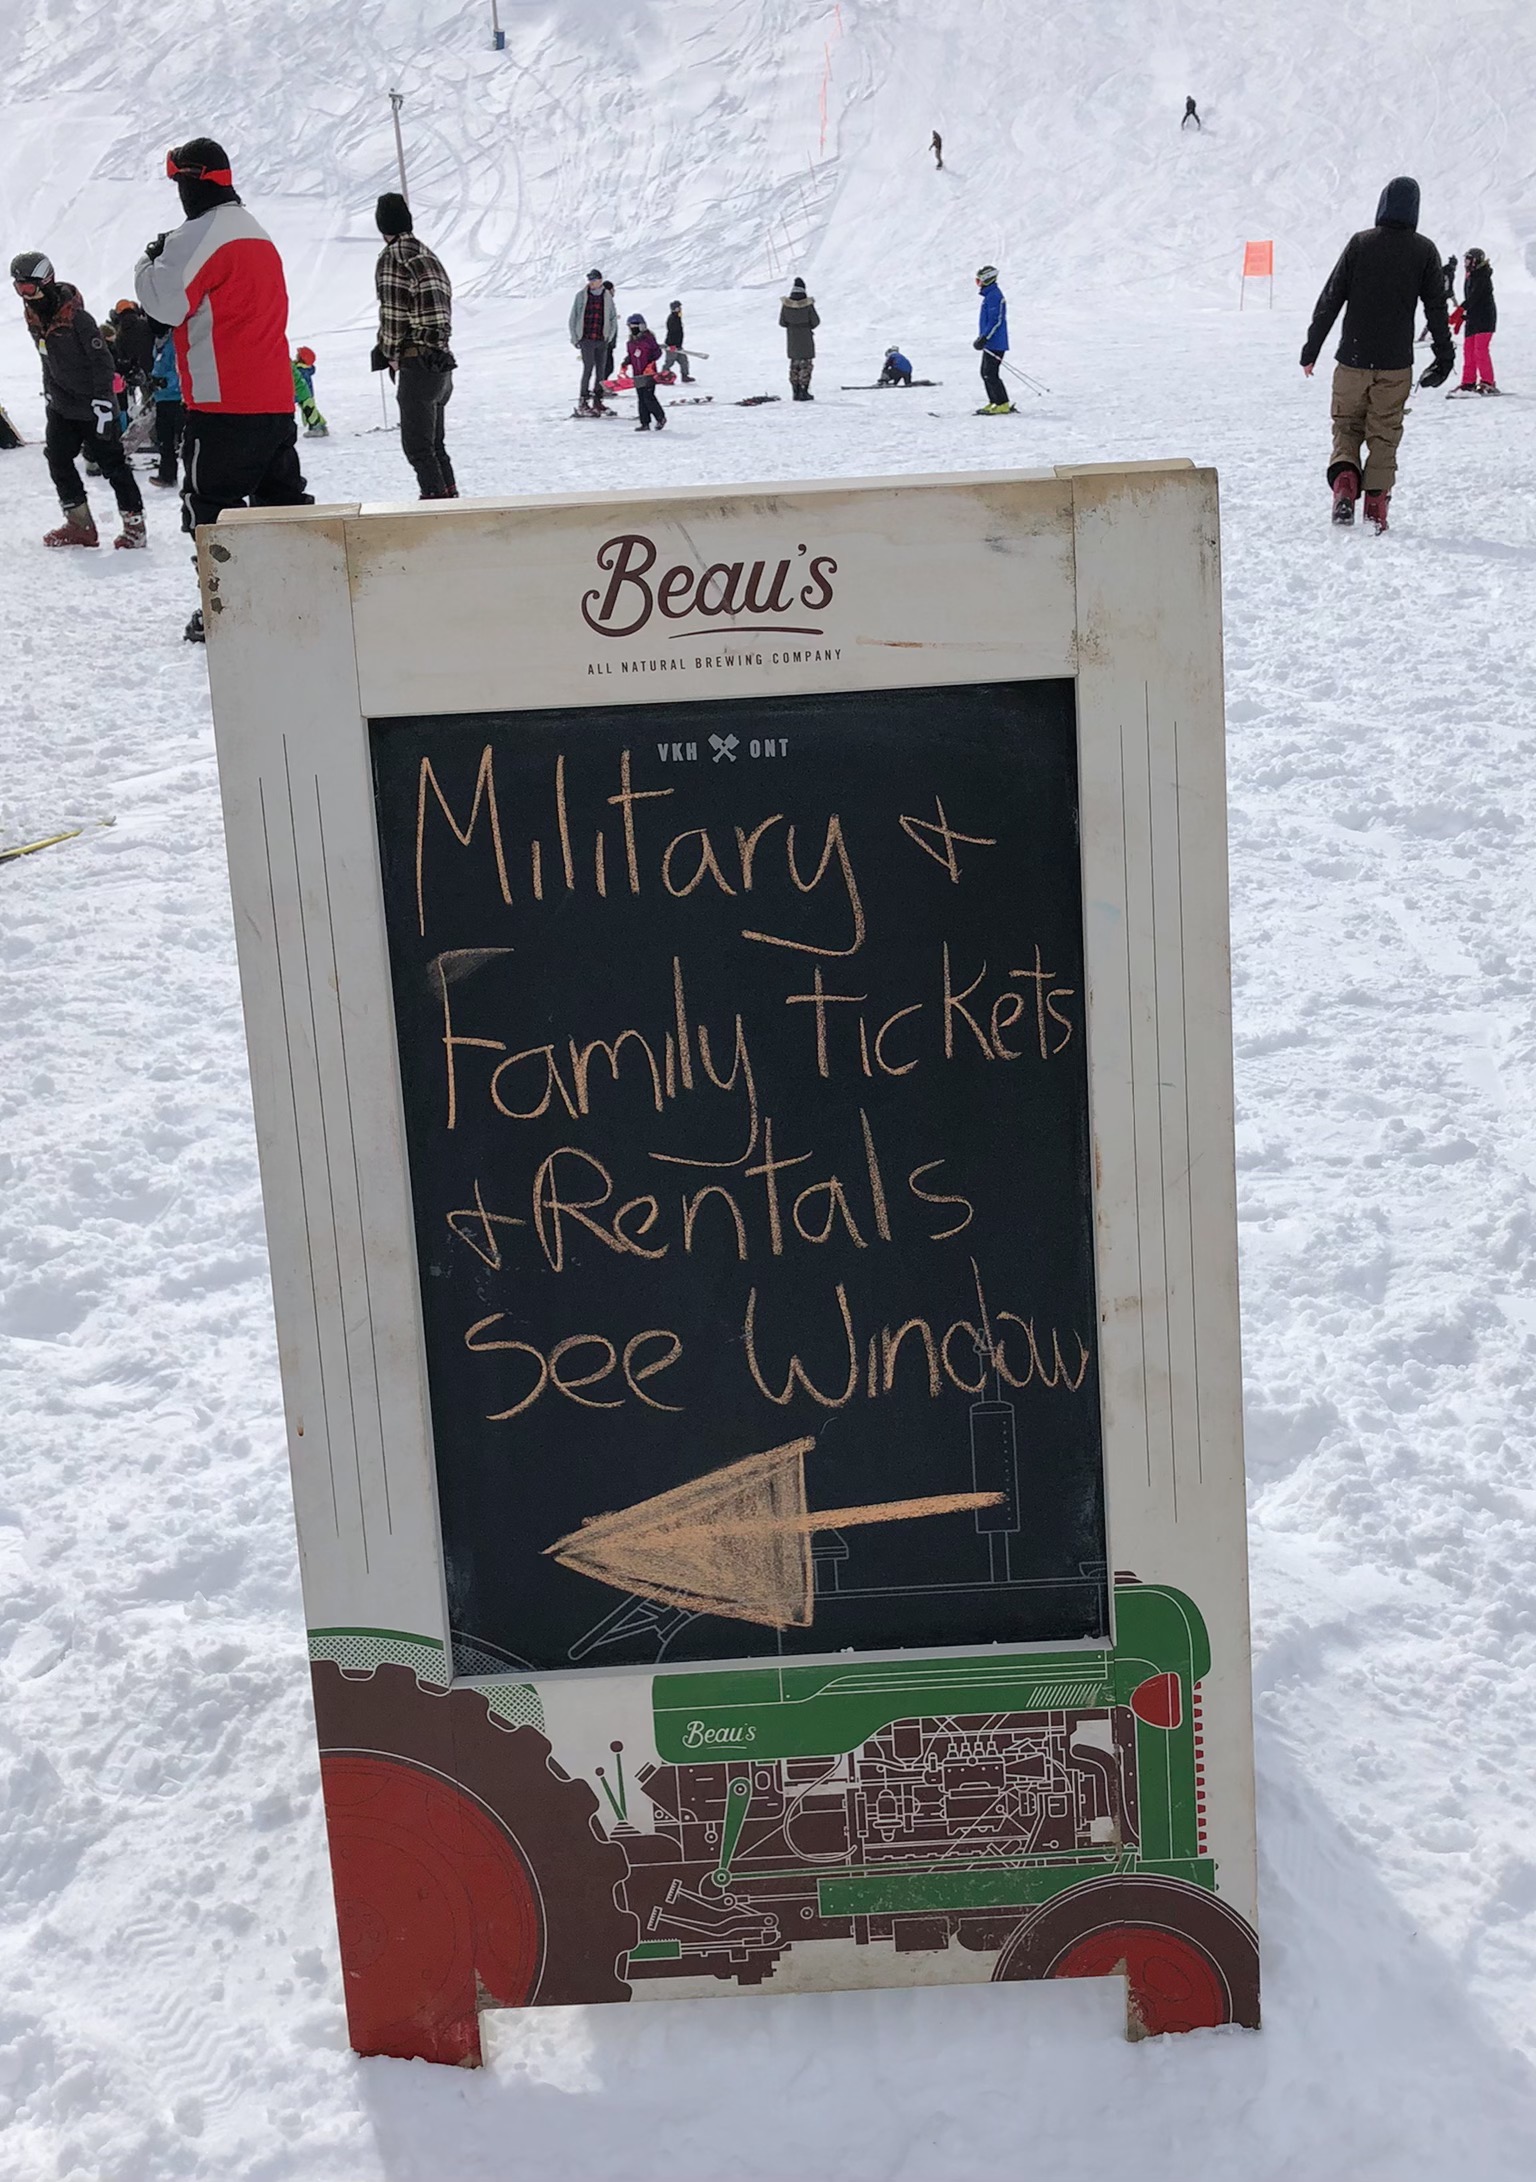 Beau's
ALL NATURAL BREWING COMPANY
VKH ONT
Military &
Family Tickets
& Rentals
See Window
Beau's